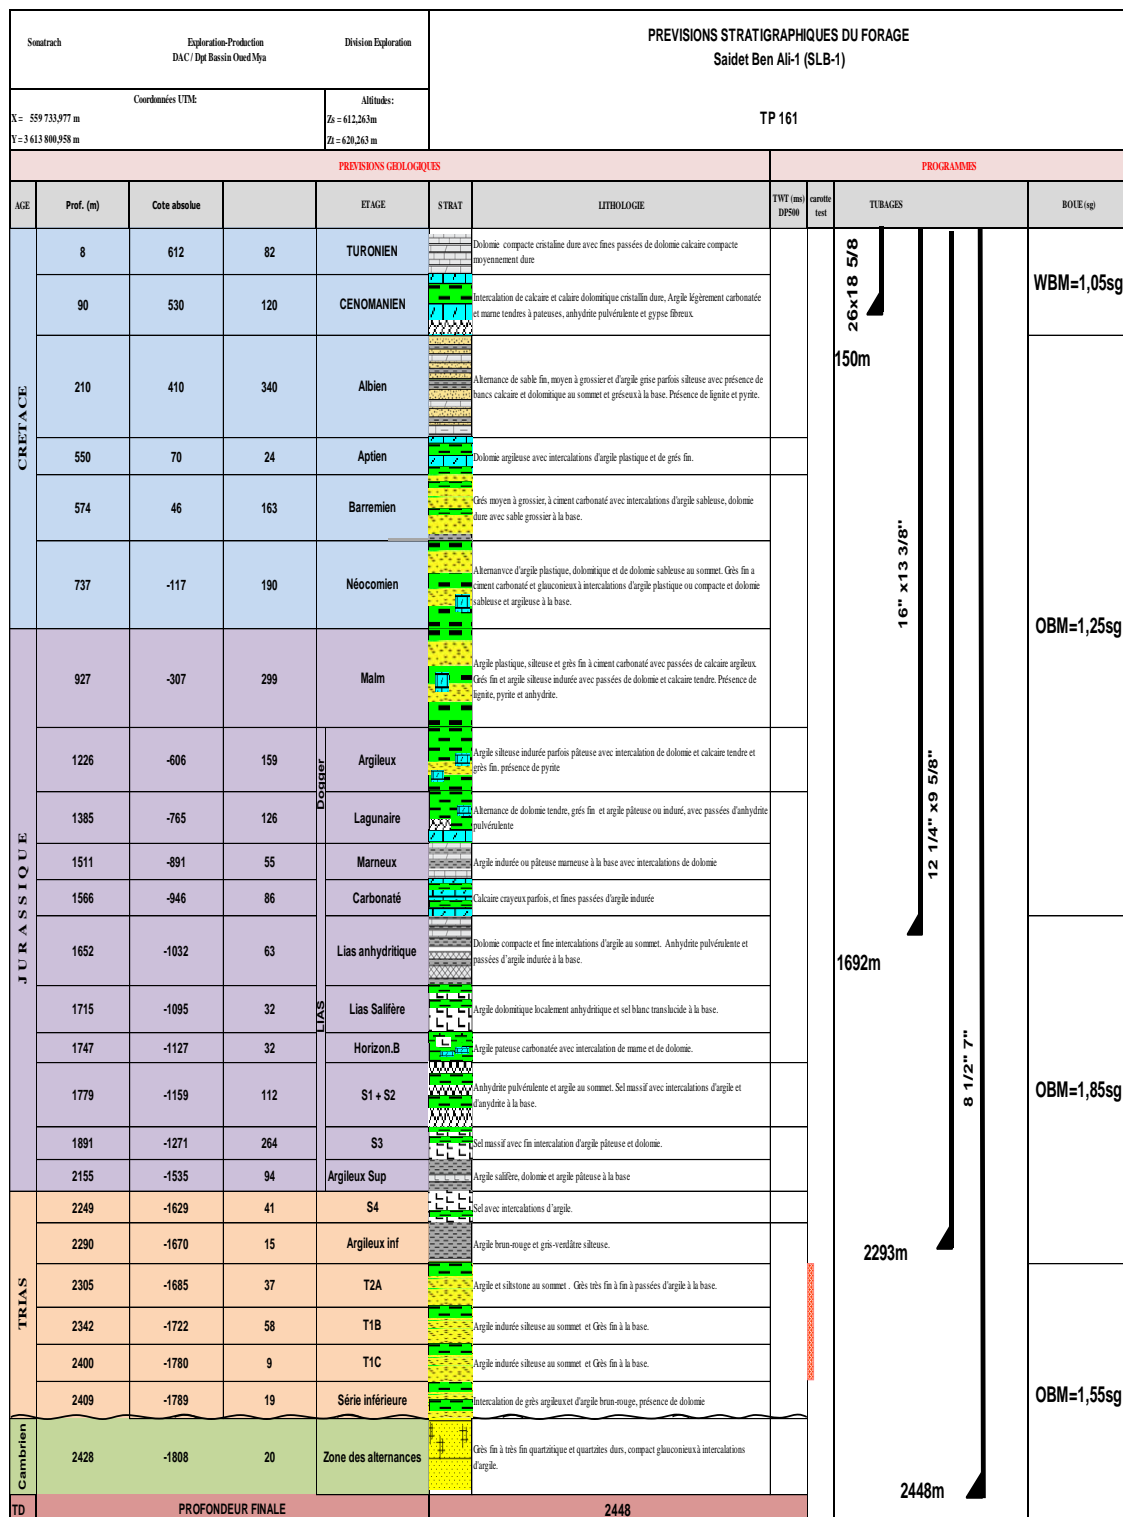 Sonatrach
Exploration-Production
DAC / Dpt Bassin Oued Mya
Division Exploration
PREVISIONS STRATIGRAPHIQUES DU FORAGE
Saidet Ben Ali-1 (SLB-1)
TP 161
Coordonnées UTM:
X = 559 733,977 m
Y = 3 613 800,958 m
Altitudes:
Zs = 612,263m
Zt = 620,263 m
PREVISIONS GEOLOGIQUES
PROGRAMMES
AGE
Prof. (m)
Cote absolue
ETAGE
STRAT
LITHOLOGIE
TWT (ms)
DP500
carotte
test
TUBAGES
BOUE (sg)
CRETACE
8 612 82 TURONIEN
Dolomie compacte cristaline dure avec fines passées de dolomie calcaire compacte
moyennement dure
90 530 120 CENOMANIEN
Intercalation de calcaire et calaire dolomitique cristallin dure, Argile légèrement carbonatée
et marne tendres à pateuses, anhydrite pulvérulente et gypse fibreux.
210 410 340 Albien
Alternance de sable fin, moyen à grossier et d'argile grise parfois silteuse avec présence de
bancs calcaire et dolomitique au sommet et gréseux à la base. Présence de lignite et pyrite.
550 70 24 Aptien
Dolomie argileuse avec intercalations d'argile plastique et de grés fin.
574 46 163 Barremien
Grés moyen à grossier, à ciment carbonaté avec intercalations d'argile sableuse, dolomie
dure avec sable grossier à la base.
737 -117 190 Néocomien
Alternanvce d'argile plastique, dolomitique et de dolomie sableuse au sommet. Grès fin a
ciment carbonaté et glauconieux à intercalations d'argile plastique ou compacte et dolomie
sableuse et argileuse à la base.
JURASSIQUE
927 -307 299 Malm
Argile plastique, silteuse et grès fin à ciment carbonaté avec passées de calcaire argileux.
Grés fin et argile silteuse indurée avec passées de dolomie et calcaire tendre. Présence de
lignite, pyrite et anhydrite.
Dogger
1226 -606 159 Argileux
Argile silteuse indurée parfois pâteuse avec intercalation de dolomie et calcaire tendre et
grès fin. présence de pyrite
1385 -765 126 Lagunaire
Alternance de dolomie tendre, grés fin et argile pâteuse ou induré, avec passées d'anhydrite
pulvérulente
1511 -891 55 Marneux
Argile indurée ou pâteuse marneuse à la base avec intercalations de dolomie
1566 -946 86 Carbonaté
Calcaire crayeux parfois, et fines passées d'argile indurée
LIAS
1652 -1032 63 Lias anhydritique
Dolomie compacte et fine intercalations d'argile au sommet. Anhydrite pulvérulente et
passées d'argile indurée à la base.
1715 -1095 32 Lias Salifère
Argile dolomitique localement anhydritique et sel blanc translucide à la base.
1747 -1127 32 Horizon.B
Argile pateuse carbonatée avec intercalation de marne et de dolomie.
1779 -1159 112 S1 + S2
Anhydrite pulvérulente et argile au sommet. Sel massif avec intercalations d'argile et
d'anydrite à la base.
1891 -1271 264 S3
Sel massif avec fin intercalation d'argile pâteuse et dolomie.
2155 -1535 94 Argileux Sup
Argile salifère, dolomie et argile pâteuse à la base
TRIAS
2249 -1629 41 S4
Sel avec intercalations d'argile.
2290 -1670 15 Argileux inf
Argile brun-rouge et gris-verdâtre silteuse.
2305 -1685 37 T2A
Argile et siltstone au sommet . Grès très fin à fin à passées d'argile à la base.
2342 -1722 58 T1B
Argile indurée silteuse au sommet et Grès fin à la base.
2400 -1780 9 T1C
Argile indurée silteuse au sommet et Grès fin à la base.
2409 -1789 19 Série inférieure
Intercalation de grès argileux et d'argile brun-rouge, présence de dolomie
Cambrien
2428 -1808 20 Zone des alternances
Grès fin à très fin quartzitique et quartzites durs, compact glauconieux à intercalations
d'argile.
TD
PROFONDEUR FINALE
2448
26x18 5/8
150m
16" x13 3/8"
1692m
12 1/4" x9 5/8"
2293m
8 1/2" 7"
2448m
WBM=1,05sg
OBM=1,25sg
OBM=1,85sg
OBM=1,55sg